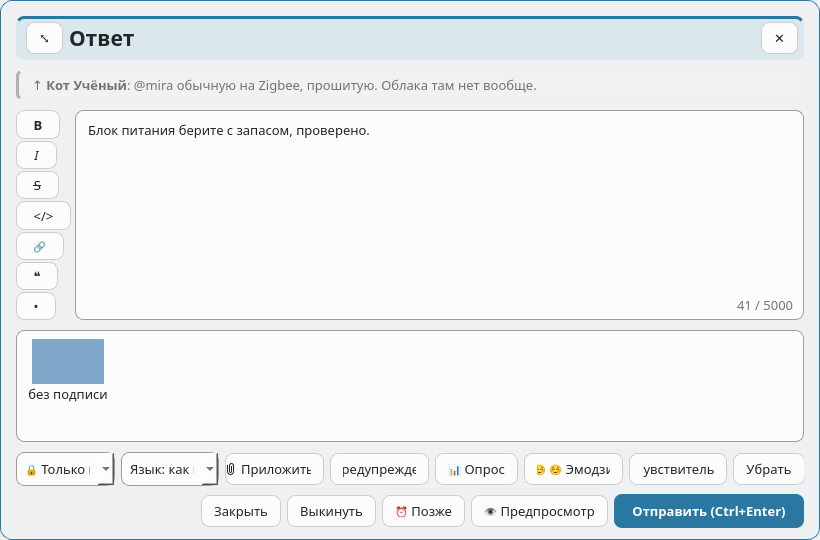 Ответ
↑ Кот Учёный: @mira обычную на Zigbee, прошитую. Облака там нет вообще.
B
I
S
</>
❝
•
Блок питания берите с запасом, проверено.
41 / 5000
без подписи
Только Язык: как Приложить редупрежде Опрос Эмодзи увствитель Убрать
Закрыть Выкинуть Позже Предпросмотр Отправить (Ctrl+Enter)